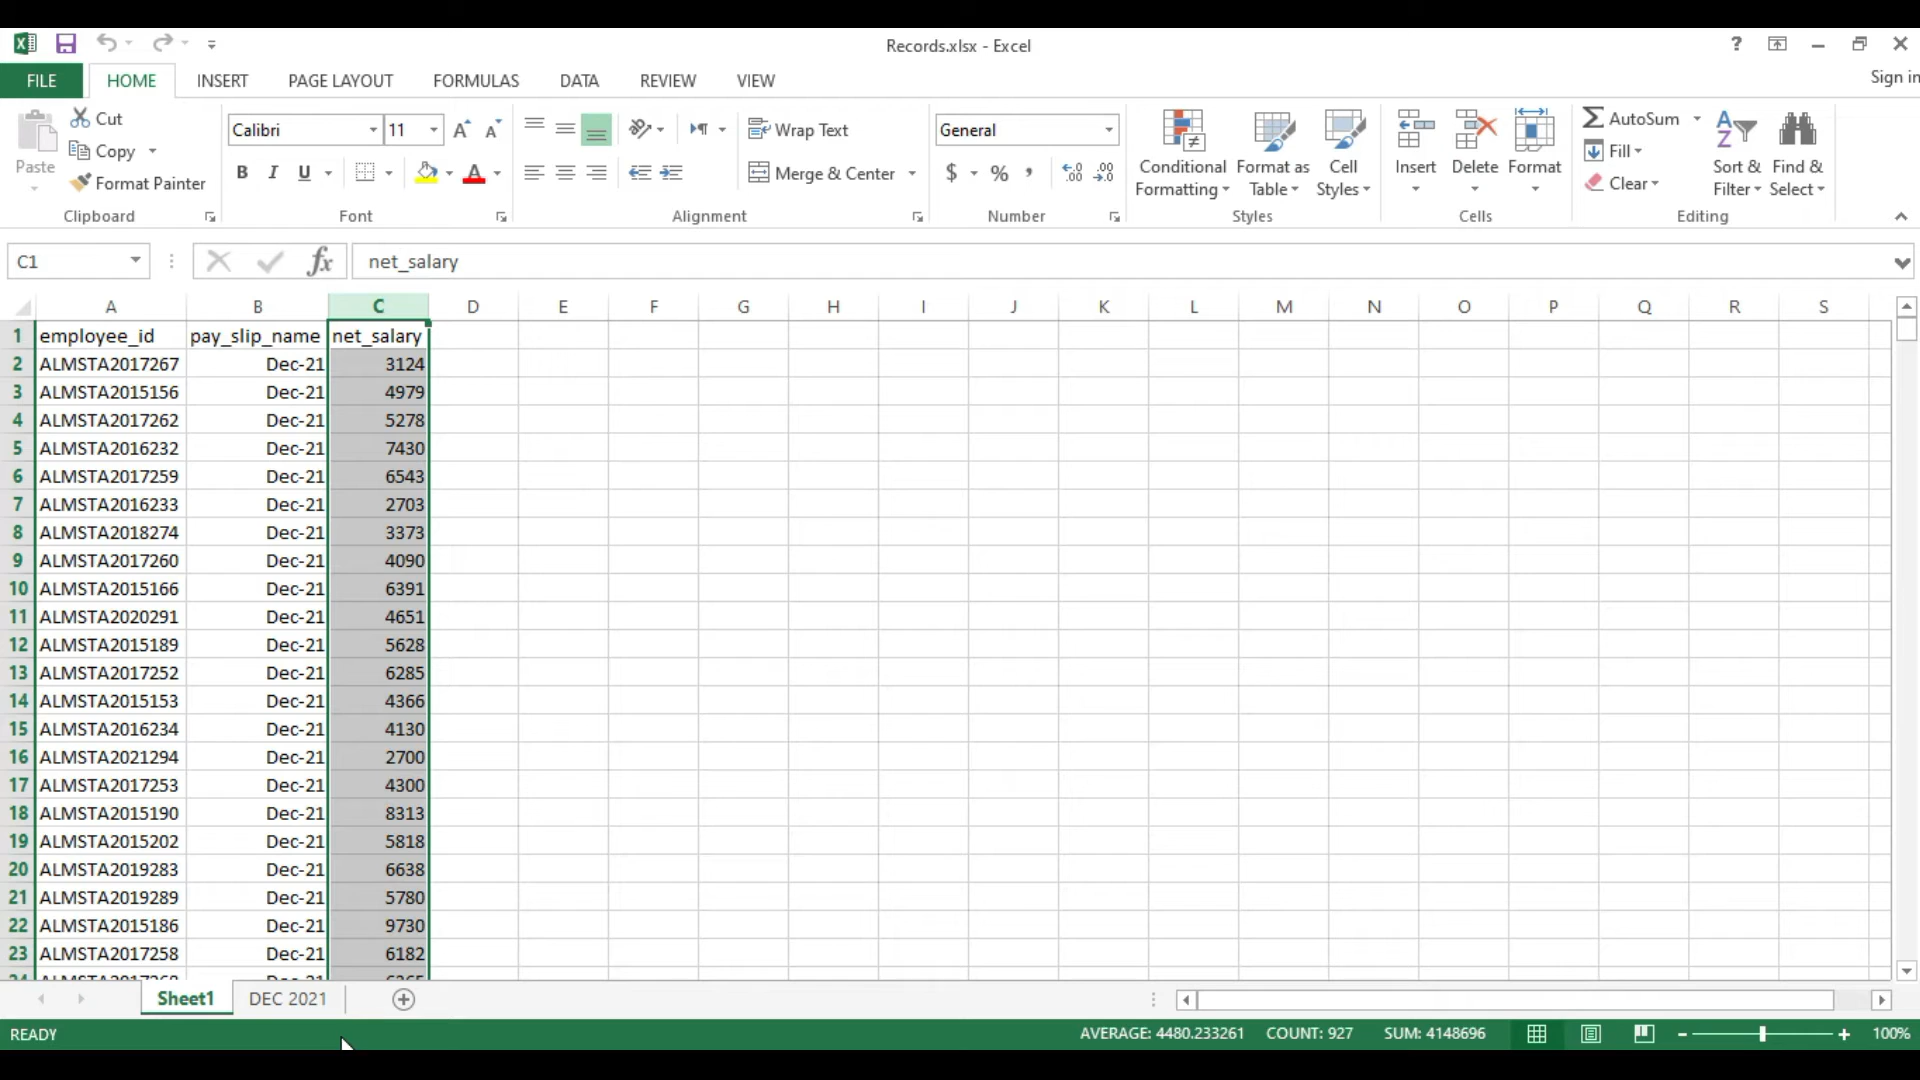 Records.xlsx - Excel
?
Sign in
FILE HOME INSERT PAGE LAYOUT FORMULAS DATA REVIEW VIEW
Paste
Cut
Copy
Format Painter
Clipboard
Calibri 11 A A
B I U A
Font
Wrap Text
Merge & Center
Alignment
General
$ % ,
Number
Conditional Formatting
Format as Table
Cell Styles
Styles
Insert
Delete
Format
Cells
AutoSum
Fill
Clear
Sort & Filter
Find & Select
Editing
C1 fx net_salary
A B C D E F G H I J K L M N O P Q R S
1 employee_id pay_slip_name net_salary
2 ALMSTA2017267 Dec-21 3124
3 ALMSTA2015156 Dec-21 4979
4 ALMSTA2017262 Dec-21 5278
5 ALMSTA2016232 Dec-21 7430
6 ALMSTA2017259 Dec-21 6543
7 ALMSTA2016233 Dec-21 2703
8 ALMSTA2018274 Dec-21 3373
9 ALMSTA2017260 Dec-21 4090
10 ALMSTA2015166 Dec-21 6391
11 ALMSTA2020291 Dec-21 4651
12 ALMSTA2015189 Dec-21 5628
13 ALMSTA2017252 Dec-21 6285
14 ALMSTA2015153 Dec-21 4366
15 ALMSTA2016234 Dec-21 4130
16 ALMSTA2021294 Dec-21 2700
17 ALMSTA2017253 Dec-21 4300
18 ALMSTA2015190 Dec-21 8313
19 ALMSTA2015202 Dec-21 5818
20 ALMSTA2019283 Dec-21 6638
21 ALMSTA2019289 Dec-21 5780
22 ALMSTA2015186 Dec-21 9730
23 ALMSTA2017258 Dec-21 6182
Sheet1 DEC 2021
READY AVERAGE: 4480.233261 COUNT: 927 SUM: 4148696 100%